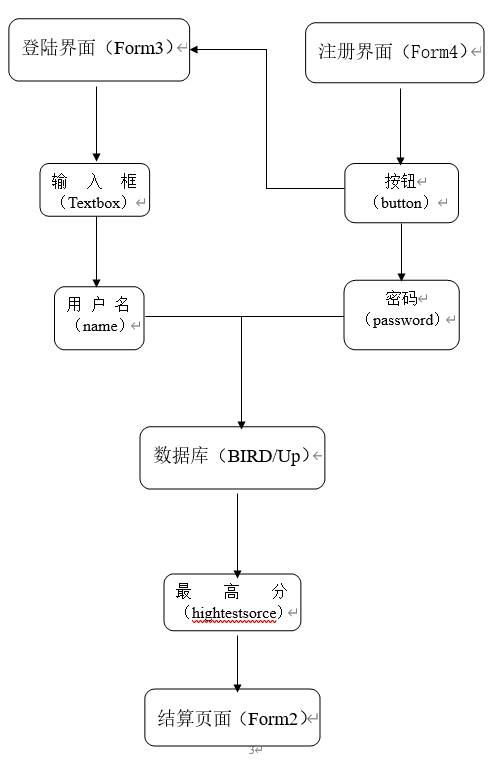 登陆界面（Form3）
注册界面（Form4）
输入框
（Textbox）
按钮
（button）
用户名
（name）
密码
（password）
数据库（BIRD/Up）
最高分
（hightestsorce）
结算页面（Form2）
3